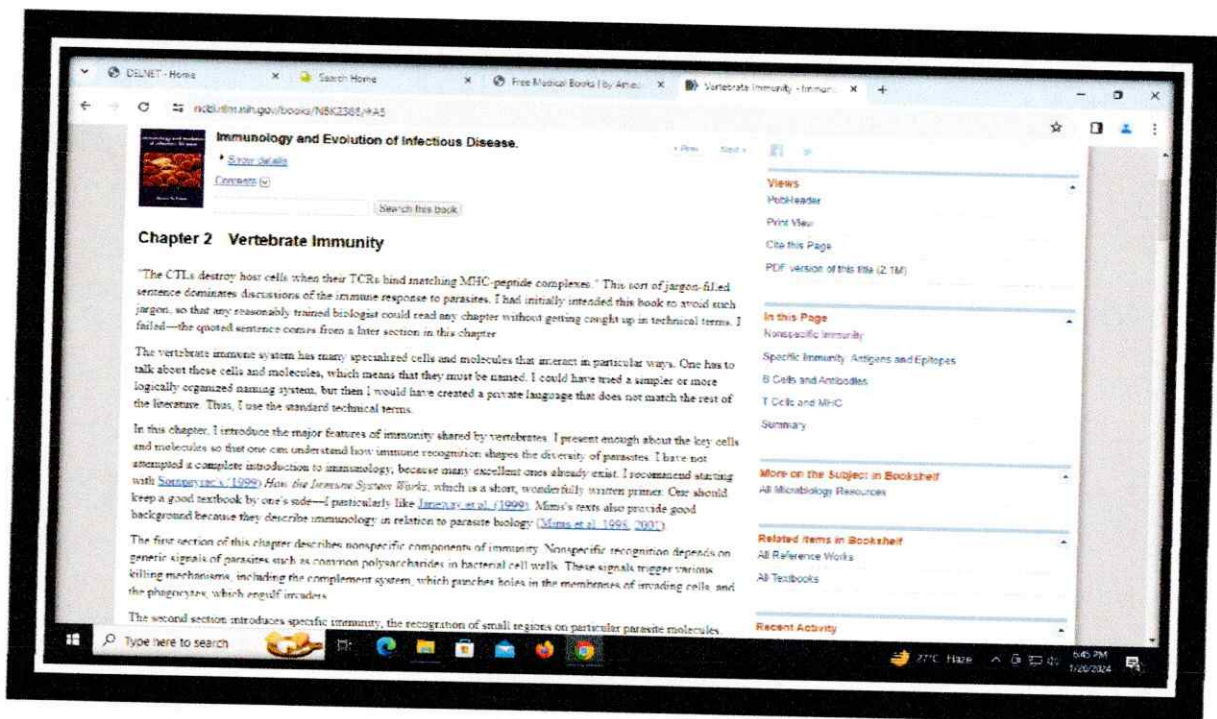 DELNET - Home
Search Home
Free Medical Books | by Amed
Vertebrate Immunity - Immun
ncbi.nlm.nih.gov/books/NBK2395/#A5
Immunology and Evolution of Infectious Disease.
Show details
Contents
Search this book
< Prev Next >
Chapter 2 Vertebrate Immunity
"The CTLs destroy host cells when their TCRs bind matching MHC-peptide complexes." This sort of jargon-filled
sentence dominates discussions of the immune response to parasites. I had initially intended this book to avoid such
jargon, so that any reasonably trained biologist could read any chapter without getting caught up in technical terms. I
failed—the quoted sentence comes from a later section in this chapter.
The vertebrate immune system has many specialized cells and molecules that interact in particular ways. One has to
talk about those cells and molecules, which means that they must be named. I could have tried a simpler or more
logically organized naming system, but then I would have created a private language that does not match the rest of
the literature. Thus, I use the standard technical terms.
In this chapter, I introduce the major features of immunity shared by vertebrates. I present enough about the key cells
and molecules so that one can understand how immune recognition shapes the diversity of parasites. I have not
attempted a complete introduction to immunology, because many excellent ones already exist. I recommend starting
with Sompayrac's (1999) How the Immune System Works, which is a short, wonderfully written primer. One should
keep a good textbook by one's side—I particularly like Janeway et al. (1999). Mims's texts also provide good
background because they describe immunology in relation to parasite biology (Mims et al. 1998, 2001).
The first section of this chapter describes nonspecific components of immunity. Nonspecific recognition depends on
generic signals of parasites such as common polysaccharides in bacterial cell walls. These signals trigger various
killing mechanisms, including the complement system, which punches holes in the membranes of invading cells, and
the phagocytes, which engulf invaders.
The second section introduces specific immunity, the recognition of small regions on particular parasite molecules.
Views
PubReader
Print View
Cite this Page
PDF version of this title (2.1M)
In this Page
Nonspecific Immunity
Specific Immunity: Antigens and Epitopes
B Cells and Antibodies
T Cells and MHC
Summary
More on the Subject in Bookshelf
All Microbiology Resources
Related Items in Bookshelf
All Reference Works
All Textbooks
Recent Activity
Type here to search
27°C Haze
6:45 PM
1/20/2024